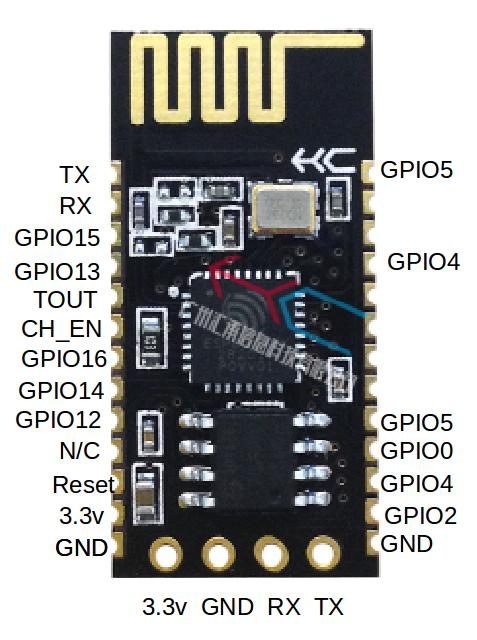 TX
RX
GPIO15
GPIO13
TOUT
CH_EN
GPIO16
GPIO14
GPIO12
N/C
Reset
3.3v
GND
GPIO5
GPIO4
GPIO5
GPIO0
GPIO4
GPIO2
GND
3.3v GND RX TX